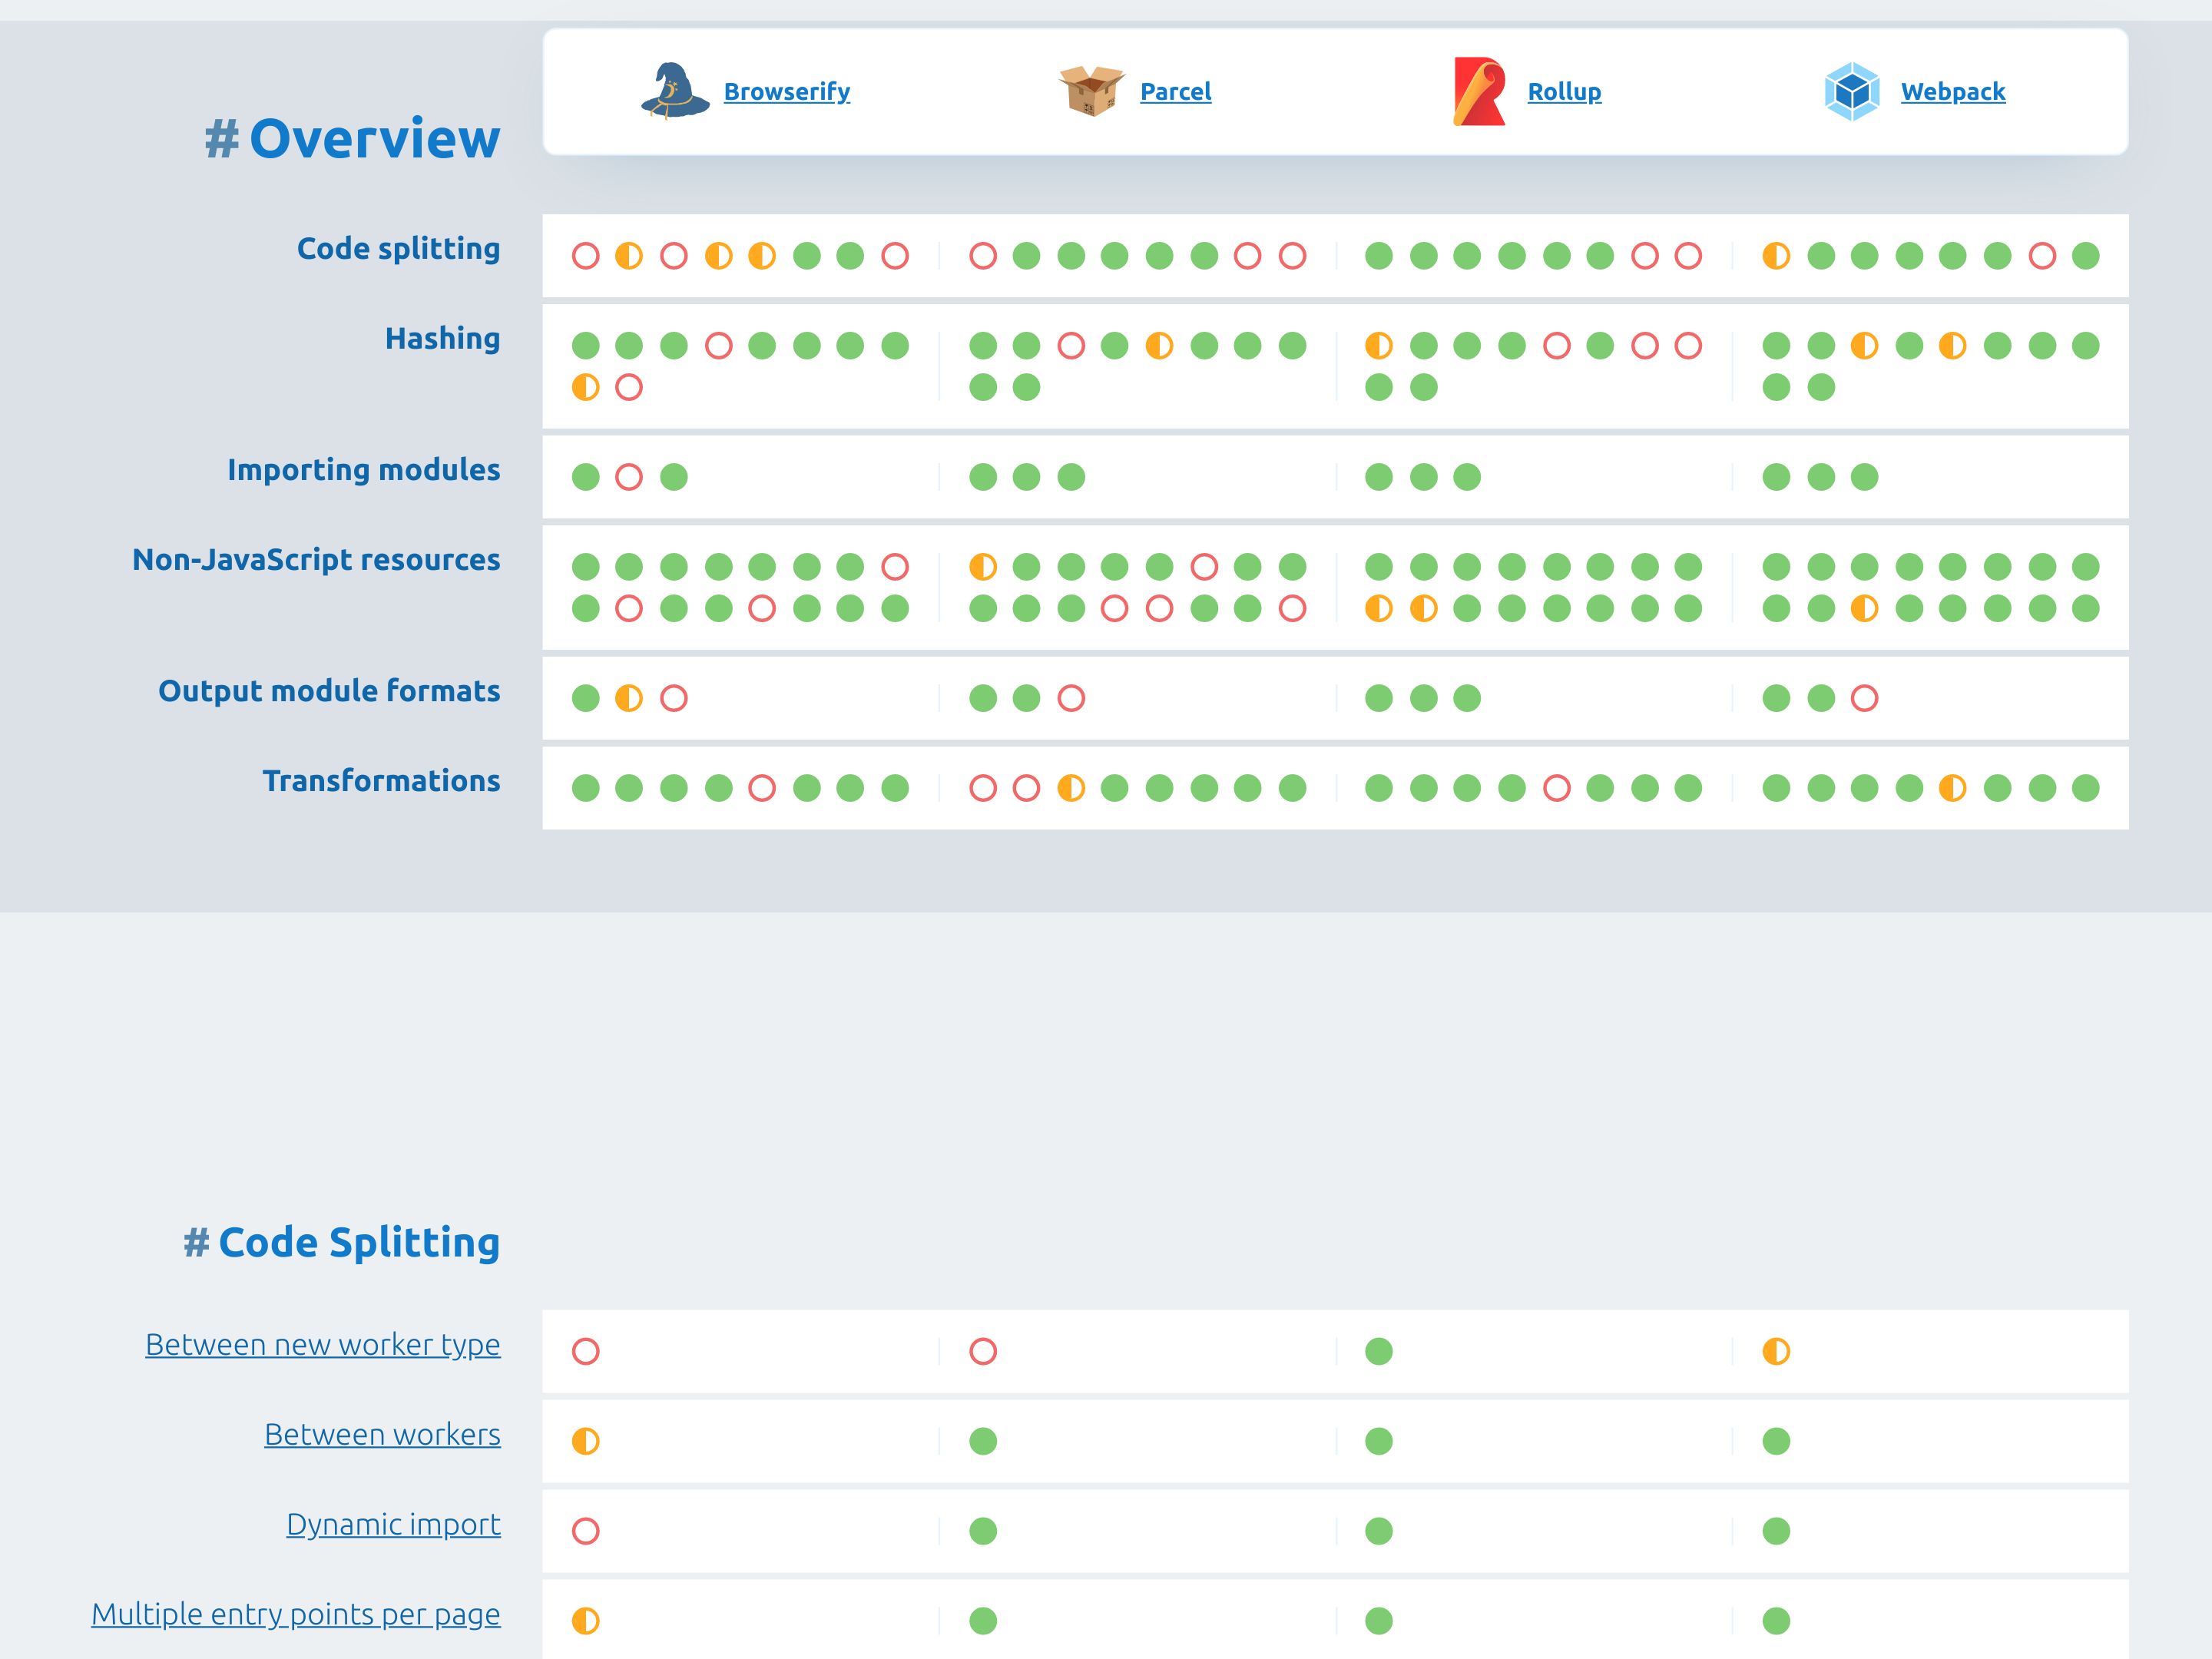 Browserify
Parcel
Rollup
Webpack
# Overview
Code splitting
Hashing
Importing modules
Non-JavaScript resources
Output module formats
Transformations
# Code Splitting
Between new worker type
Between workers
Dynamic import
Multiple entry points per page